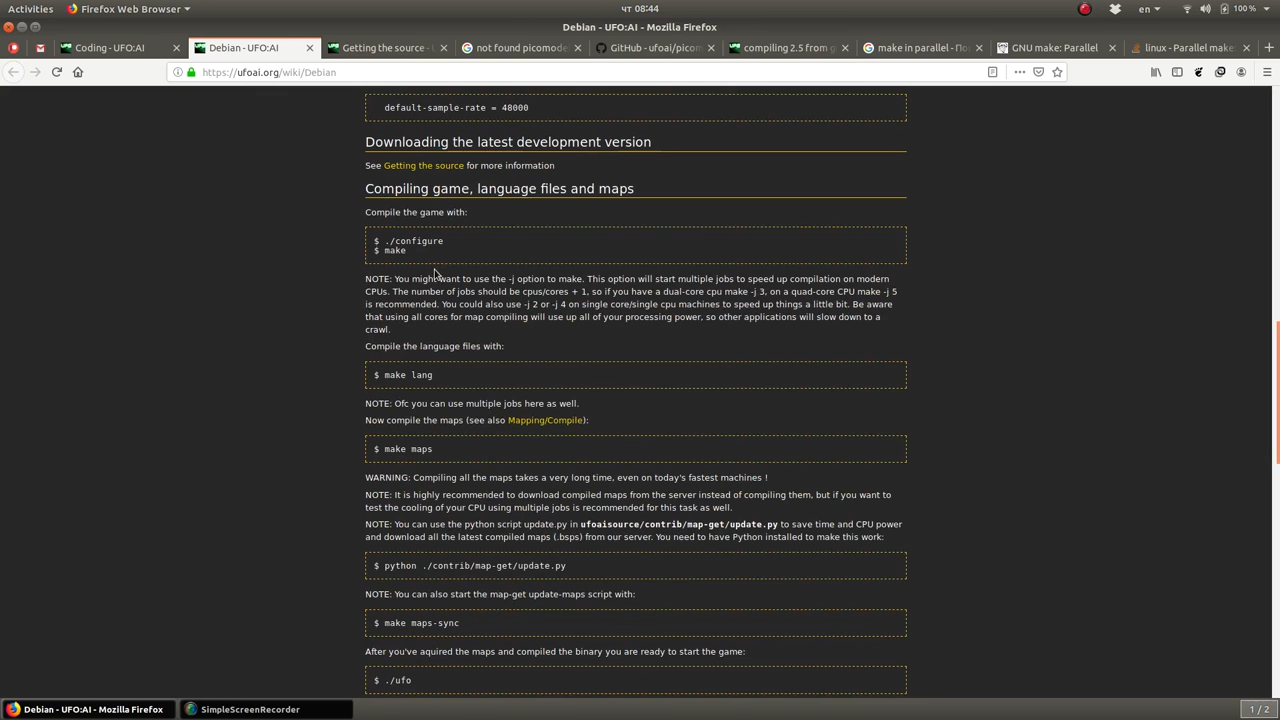 Activities Firefox Web Browser чт 08:44 en 100 %
Debian - UFO:AI - Mozilla Firefox
Coding - UFO:AI Debian - UFO:AI Getting the source - not found picomode GitHub - ufoai/picom compiling 2.5 from g make in parallel - По GNU make: Parallel linux - Parallel make
https://ufoai.org/wiki/Debian
default-sample-rate = 48000
Downloading the latest development version
See Getting the source for more information
Compiling game, language files and maps
Compile the game with:
$ ./configure
$ make
NOTE: You might want to use the -j option to make. This option will start multiple jobs to speed up compilation on modern
CPUs. The number of jobs should be cpus/cores + 1, so if you have a dual-core cpu make -j 3, on a quad-core CPU make -j 5
is recommended. You could also use -j 2 or -j 4 on single core/single cpu machines to speed up things a little bit. Be aware
that using all cores for map compiling will use up all of your processing power, so other applications will slow down to a
crawl.
Compile the language files with:
$ make lang
NOTE: Ofc you can use multiple jobs here as well.
Now compile the maps (see also Mapping/Compile):
$ make maps
WARNING: Compiling all the maps takes a very long time, even on today's fastest machines !
NOTE: It is highly recommended to download compiled maps from the server instead of compiling them, but if you want to
test the cooling of your CPU using multiple jobs is recommended for this task as well.
NOTE: You can use the python script update.py in ufoaisource/contrib/map-get/update.py to save time and CPU power
and download all the latest compiled maps (.bsps) from our server. You need to have Python installed to make this work:
$ python ./contrib/map-get/update.py
NOTE: You can also start the map-get update-maps script with:
$ make maps-sync
After you've aquired the maps and compiled the binary you are ready to start the game:
$ ./ufo
Debian - UFO:AI - Mozilla Firefox SimpleScreenRecorder 1 / 2